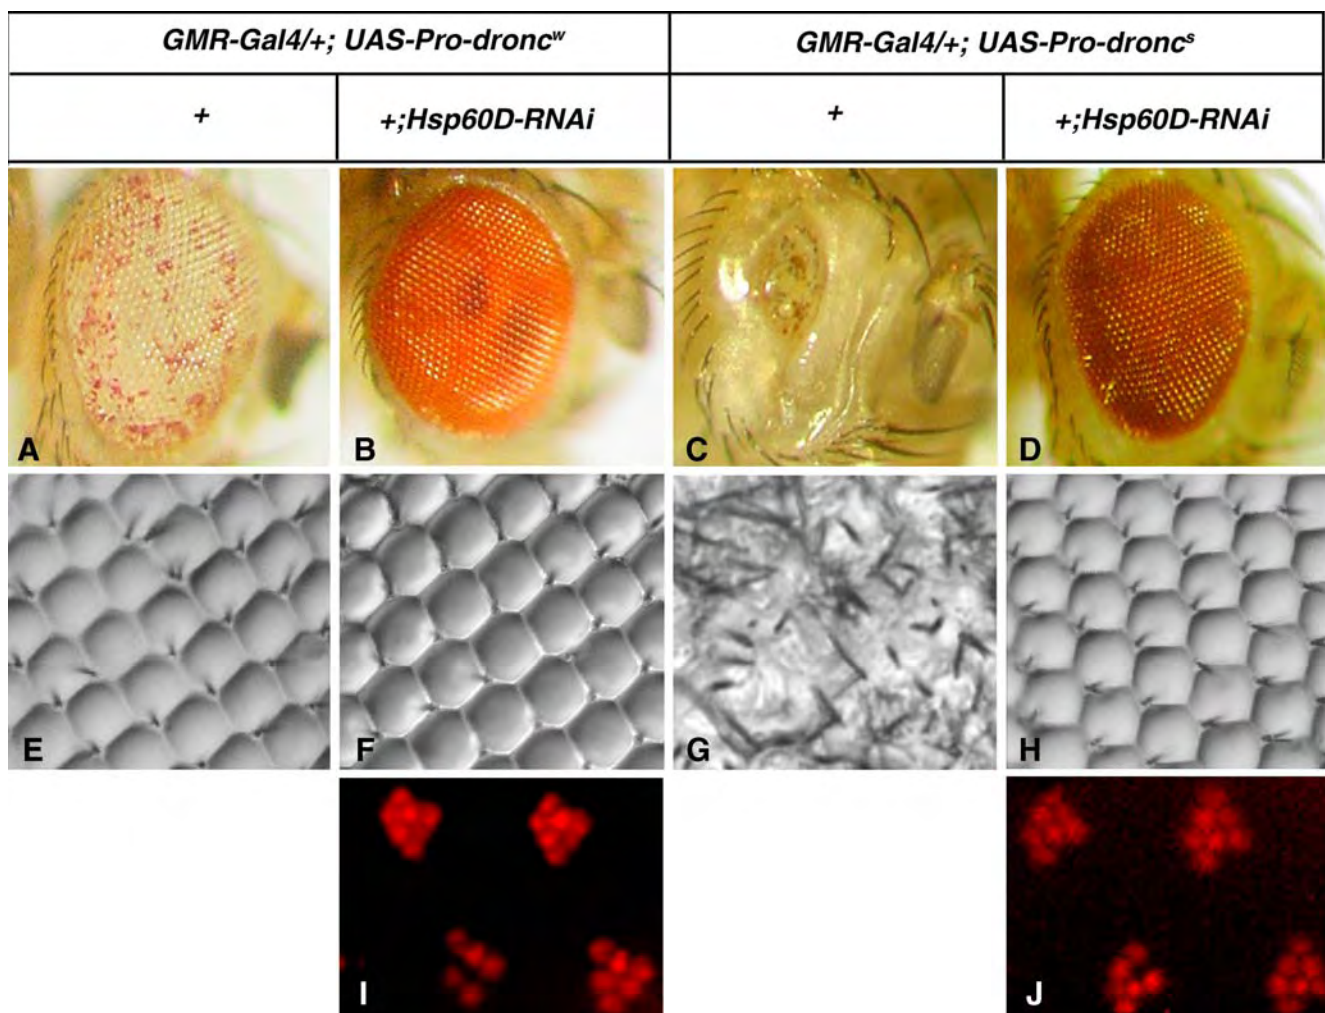 GMR-Gal4/+; UAS-Pro-droncʷ GMR-Gal4/+; UAS-Pro-droncˢ
+ +;Hsp60D-RNAi + +;Hsp60D-RNAi
A B C D
E F G H
I J